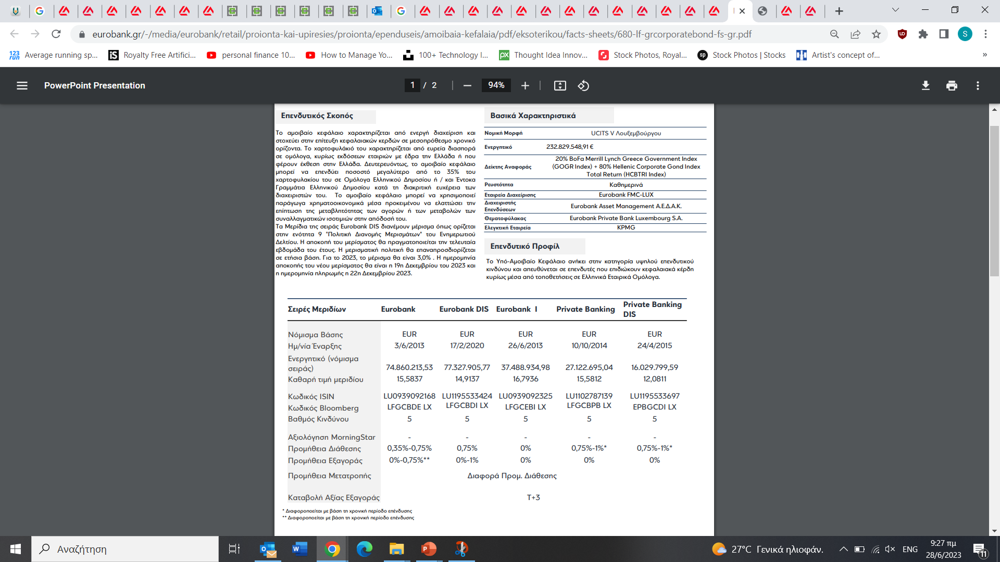 eurobank.gr/-/media/eurobank/retail/proionta-kai-upiresies/proionta/ependuseis/amoibaia-kefalaia/pdf/eksoterikou/facts-sheets/680-lf-grcorporatebond-fs-gr.pdf
S
123 run Average running sp... iS Royalty Free Artifici... personal finance 10... How to Manage Yo... 100+ Technology I... px Thought Idea Innov... Stock Photos, Royal... sp Stock Photos | Stocks Artist's concept of... »
PowerPoint Presentation 1 / 2 94%
Επενδυτικός Σκοπός
Το αμοιβαίο κεφάλαιο χαρακτηρίζεται από ενεργή διαχείριση και
στοχεύει στην επίτευξη κεφαλαιακών κερδών σε μεσοπρόθεσμο χρονικό
ορίζοντα. Το χαρτοφυλάκιό του χαρακτηρίζεται από ευρεία διασπορά
σε ομόλογα, κυρίως εκδόσεων εταιριών με έδρα την Ελλάδα ή που
φέρουν έκθεση στην Ελλάδα. Δευτερευόντως, το αμοιβαίο κεφάλαιο
μπορεί να επενδύει ποσοστό μεγαλύτερο από το 35% του
χαρτοφυλακίου του σε Ομόλογα Ελληνικού Δημοσίου ή / και Έντοκα
Γραμμάτια Ελληνικού Δημοσίου κατά τη διακριτική ευχέρεια των
διαχειριστών του. Το αμοιβαίο κεφάλαιο μπορεί να χρησιμοποιεί
παράγωγα χρηματοοικονομικά μέσα προκειμένου να ελαττώσει την
επίπτωση της μεταβλητότητας των αγορών ή των μεταβολών των
συναλλαγματικών ισοτιμιών στην απόδοσή του.
Τα Μερίδια της σειράς Eurobank DIS διανέμουν μέρισμα όπως ορίζεται
στην ενότητα 9 "Πολιτική Διανομής Μερισμάτων" του Ενημερωτιού
Δελτίου. Η αποκοπή του μερίσματος θα πραγματοποιείται την τελευταία
εβδομάδα του έτους. Η μερισματική πολιτική θα επαναπροσδιορίζεται
σε ετήσια βάση. Για το 2023, το μέρισμα θα είναι 3,0% . Η ημερομηνία
αποκοπής του νέου μερίσματος θα είναι η 19η Δεκεμβρίου του 2023 και
η ημερομηνία πληρωμής η 22η Δεκεμβρίου 2023.
Βασικά Χαρακτηριστικά
Νομική Μορφή UCITS V Λουξεμβούργου
Ενεργητικό 232.829.548,91 €
Δείκτης Αναφοράς 20% BoFa Merrill Lynch Greece Government Index
(GOGR Index) + 80% Hellenic Corporate Gond Index
Total Return (HCBTRI Index)
Ρευστότητα Καθημερινά
Εταιρεία Διαχείρισης Eurobank FMC-LUX
Διαχειριστής
Επενδύσεων Eurobank Asset Management Α.Ε.Δ.Α.Κ.
Θεματοφύλακας Eurobank Private Bank Luxembourg S.A.
Ελεγκτική Εταιρεία KPMG
Επενδυτικό Προφίλ
Το Υπό-Αμοιβαίο Κεφάλαιο ανήκει στην κατηγορία υψηλού επενδυτικού
κινδύνου και απευθύνεται σε επενδυτές που επιδιώκουν κεφαλαιακά κέρδη
κυρίως μέσα από τοποθετήσεις σε Ελληνικά Εταιρικά Ομόλογα.
Σειρές Μεριδίων Eurobank Eurobank DIS Eurobank I Private Banking Private Banking
DIS
Νόμισμα Βάσης EUR EUR EUR EUR EUR
Ημ/νία Έναρξης 3/6/2013 17/2/2020 26/6/2013 10/10/2014 24/4/2015
Ενεργητικό (νόμισμα
σειράς) 74.860.213,53 77.327.905,77 37.488.934,98 27.122.695,04 16.029.799,59
Καθαρή τιμή μεριδίου 15,5837 14,9137 16,7936 15,5812 12,0811
Κωδικός ISIN LU0939092168 LU1195533424 LU0939092325 LU1102787139 LU1195533697
Κωδικός Bloomberg LFGCBDE LX LFGCBDI LX LFGCEBI LX LFGCBPB LX EPBGCDI LX
Βαθμός Κινδύνου 5 5 5 5 5
Αξιολόγηση MorningStar - - - - -
Προμήθεια Διάθεσης 0,35%-0,75% 0,75% 0% 0,75%-1%* 0,75%-1%*
Προμήθεια Εξαγοράς 0%-0,75%** 0%-1% 0% 0% 0%
Προμήθεια Μετατροπής Διαφορά Προμ. Διάθεσης
Καταβολή Αξίας Εξαγοράς T+3
* Διαφοροποείται με βάση τη χρονική περίοδο επένδυσης
** Διαφοροποείται με βάση τη χρονική περίοδο επένδυσης
Αναζήτηση 27°C Γενικά ηλιοφάν. ENG 9:27 πμ
28/6/2023 11